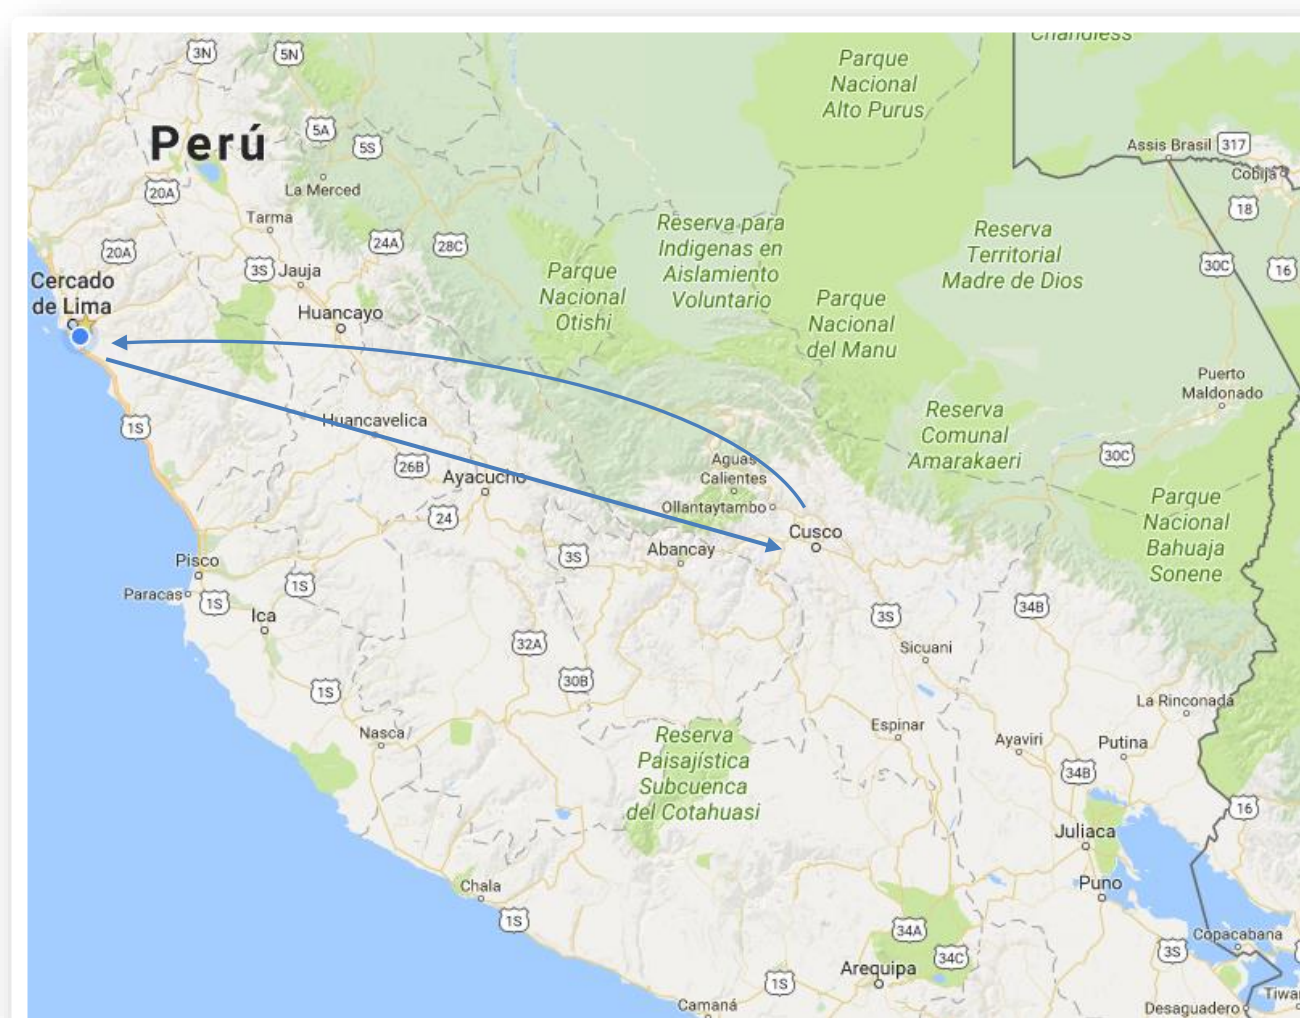 Chandless
3N
5N
Parque
Nacional
Alto Purus
Perú
5A
5S
Assis Brasil
317
La Merced
Cobija
20A
18
Tarma
Reserva para
Indigenas en
Aislamiento
Voluntario
Reserva
Territorial
Madre de Dios
20A
24A
28C
3S
Jauja
30C
16
Cercado
de Lima
Parque
Nacional
Otishi
Parque
Nacional
del Manu
Huancayo
Puerto
Maldonado
1S
Huancavelica
Reserva
Comunal
Amarakaeri
26B
Ayacucho
Aguas
Calientes
30C
Ollantaytambo
24
Parque
Nacional
Bahuaja
Sonene
Cusco
3S
Abancay
Pisco
1S
Paracas
1S
Ica
3S
34B
32A
Sicuani
30B
1S
La Rinconada
Nasca
Reserva
Paisajística
Subcuenca
del Cotahuasi
Espinar
Ayaviri
Putina
34B
16
Juliaca
Chala
Puno
1S
34A
Copacabana
3S
34C
Arequipa
1S
Camaná
Tiwa
Desaguadero